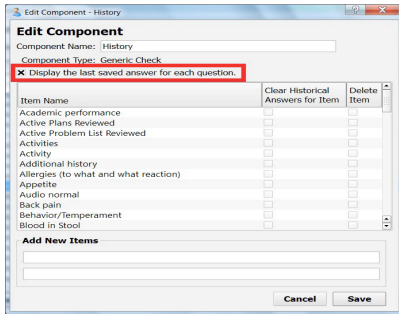 Edit Component - History
Edit Component
Component Name: History
Component Type: Generic Check
Display the last saved answer for each question.
Item Name
Clear Historical
Answers for Item
Delete
Item
Academic performance
Active Plans Reviewed
Active Problem List Reviewed
Activities
Activity
Additional history
Allergies (to what and what reaction)
Appetite
Audio normal
Back pain
Behavior/Temperament
Blood in Stool
Add New Items
Cancel
Save